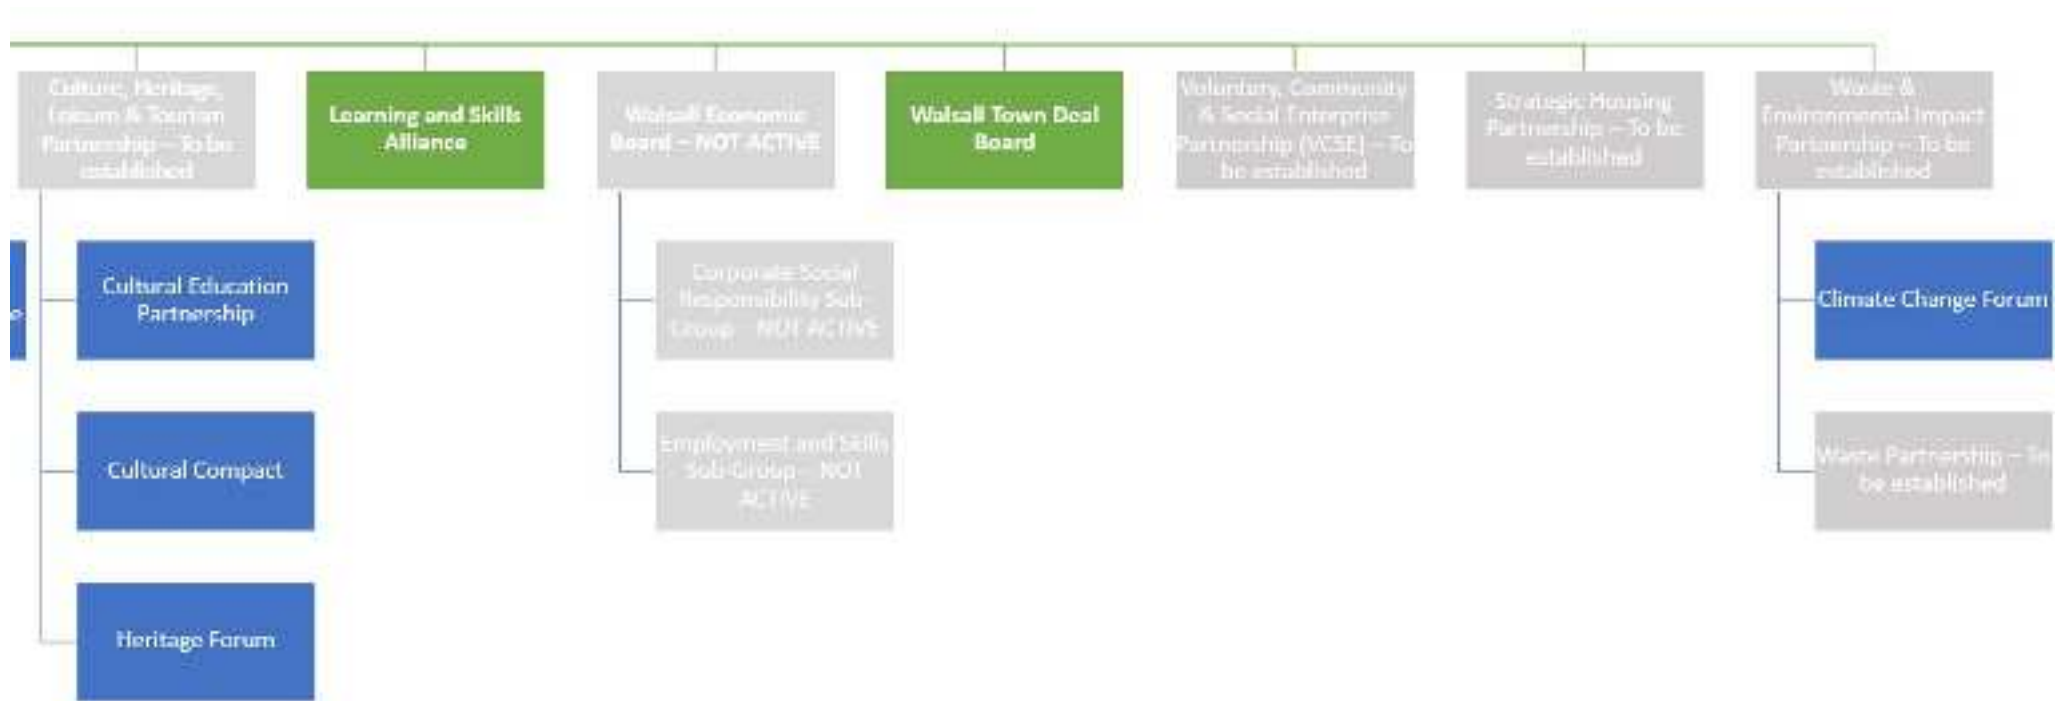 Culture, Heritage,
Leisure & Tourism
Partnership – To be
established
Learning and Skills
Alliance
Walsall Economic
Board – NOT ACTIVE
Walsall Town Deal
Board
Voluntary, Community
& Social Enterprise
Partnership (VCSE) – To
be established
Strategic Housing
Partnership – To be
established
Waste &
Environmental Impact
Partnership – To be
established
e
Cultural Education
Partnership
Corporate Social
Responsibility Sub-
Group – NOT ACTIVE
Climate Change Forum
Cultural Compact
Employment and Skills
Sub-Group – NOT
ACTIVE
Waste Partnership – To
be established
Heritage Forum